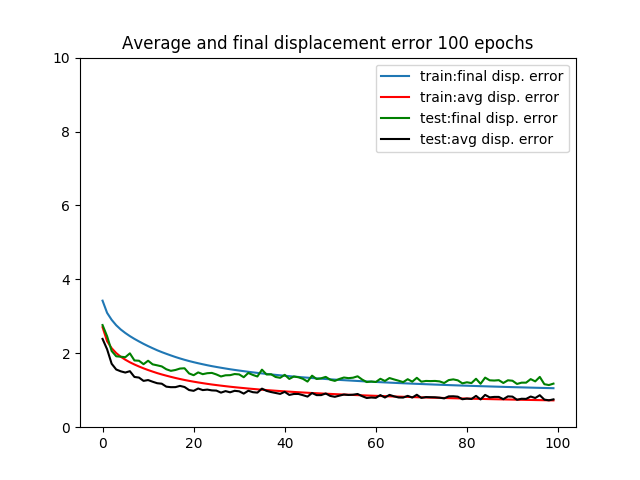 Average and final displacement error 100 epochs
train:final disp. error
train:avg disp. error
test:final disp. error
test:avg disp. error
10
8
6
4
2
0
0 20 40 60 80 100